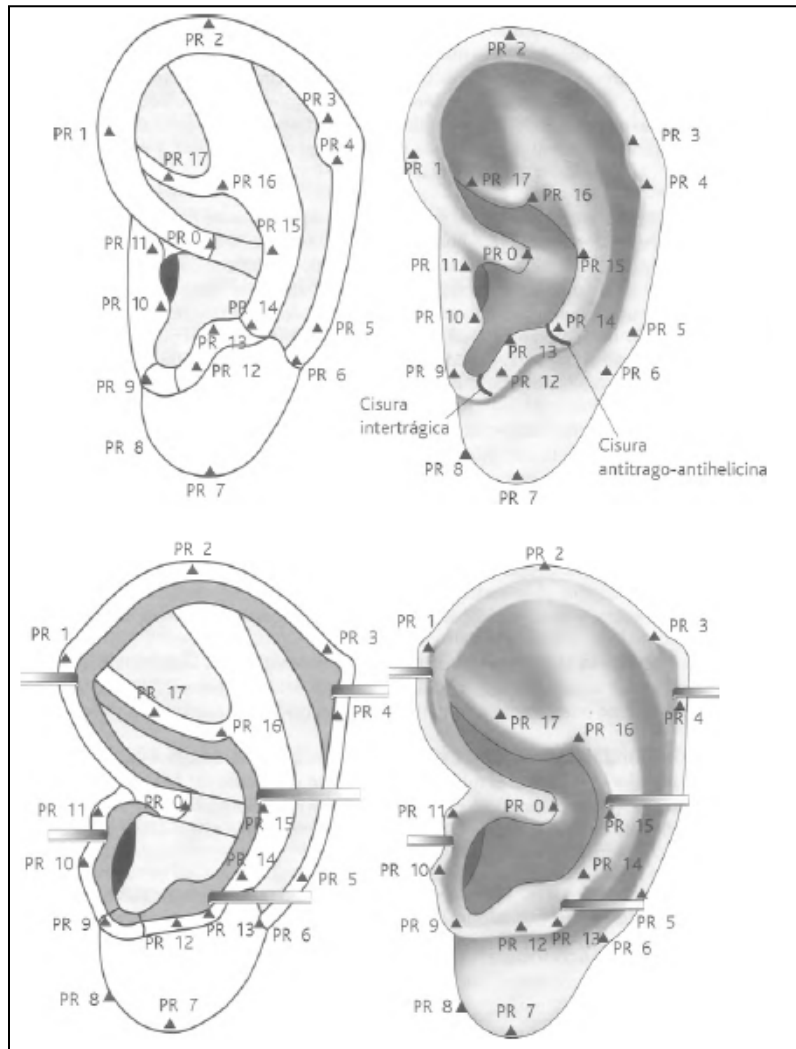 PR 2
PR 3
PR 4
PR 1
PR 17
PR 16
PR 11
PR 0
PR 15
PR 10
PR 14
PR 5
PR 13
PR 12
PR 6
PR 9
PR 8
PR 7
PR 2
PR 3
PR 4
PR 1
PR 17
PR 16
PR 0
PR 15
PR 11
PR 10
PR 14
PR 5
PR 13
PR 9
PR 12
PR 6
Cisura
intertrágica
Cisura
antitrago-antihelicina
PR 8
PR 7
PR 2
PR 1
PR 3
PR 17
PR 4
PR 16
PR 11
PR 0
PR 15
PR 10
PR 14
PR 5
PR 9
PR 12
PR 13
PR 6
PR 8
PR 7
PR 2
PR 1
PR 3
PR 17
PR 4
PR 16
PR 11
PR 0
PR 15
PR 10
PR 14
PR 5
PR 9
PR 12
PR 13
PR 6
PR 8
PR 7